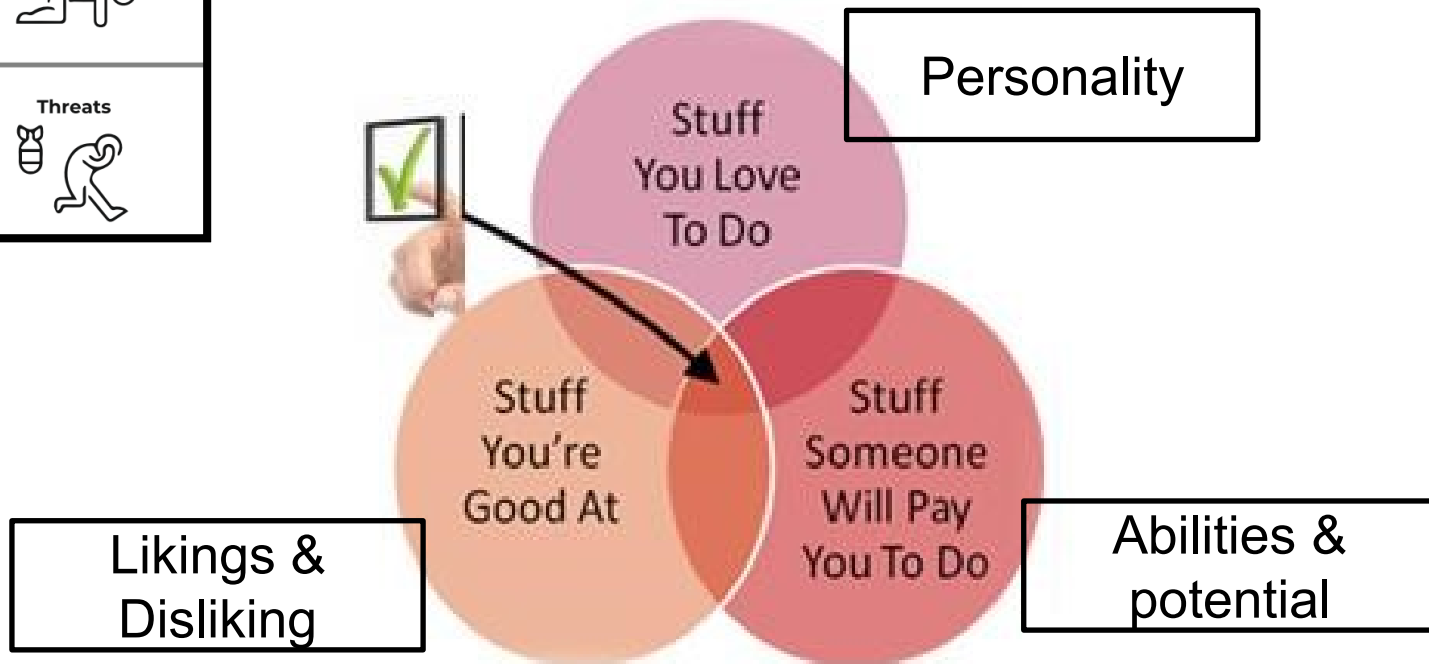 Threats
Personality
Stuff
You Love
To Do
Stuff
You're
Good At
Stuff
Someone
Will Pay
You To Do
Likings &
Disliking
Abilities &
potential